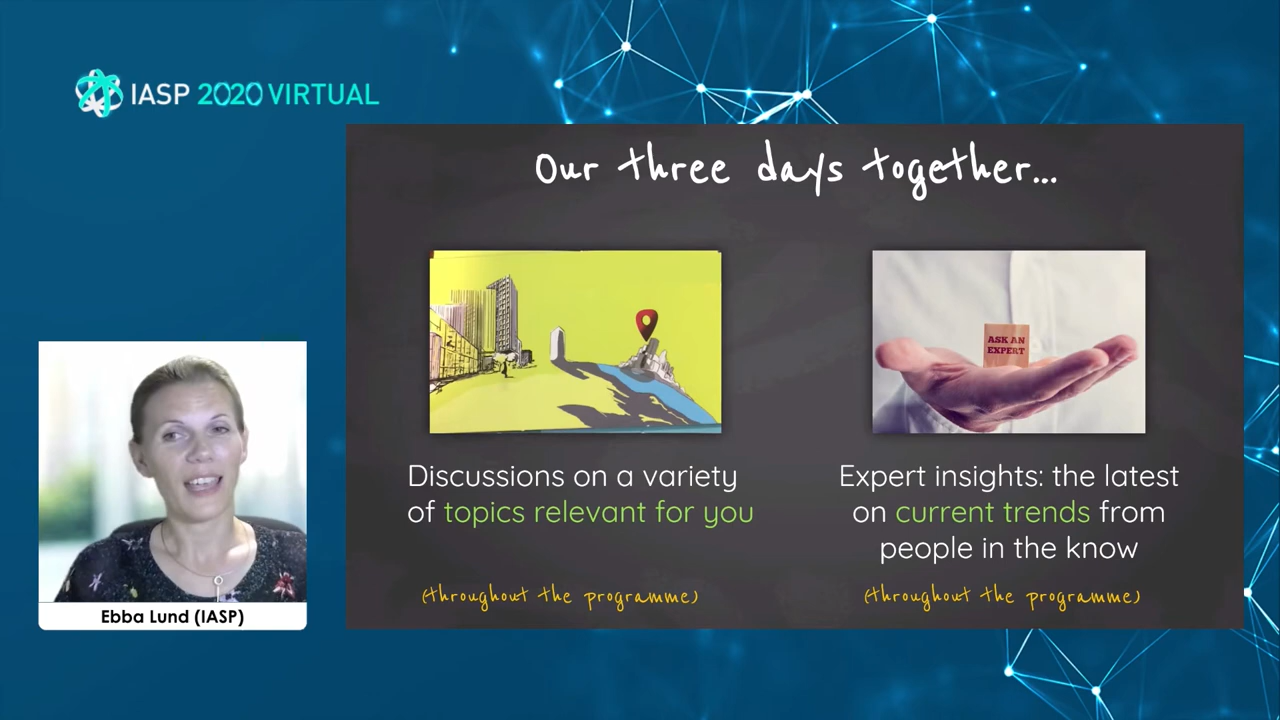 IASP 2020 VIRTUAL
Our three days together...
ASK AN
EXPERT
Discussions on a variety
of topics relevant for you
(throughout the programme)
Expert insights: the latest
on current trends from
people in the know
(throughout the programme)
Ebba Lund (IASP)